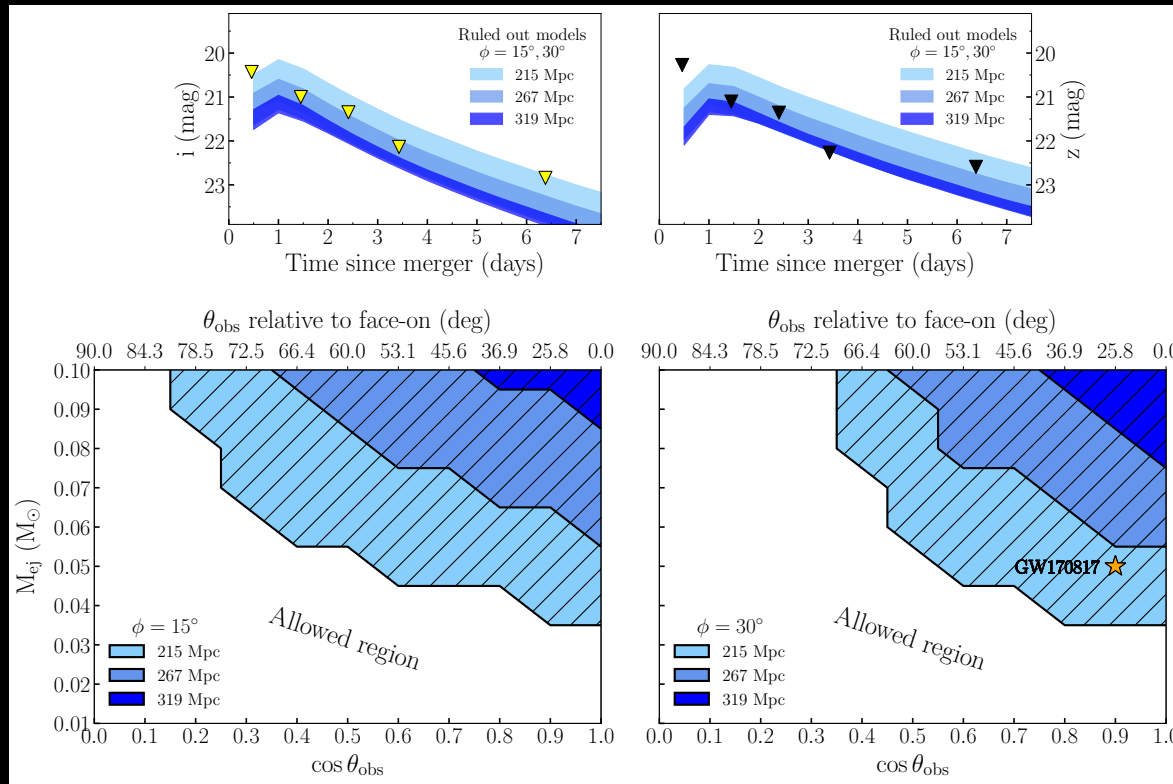 Ruled out models
ϕ = 15°, 30°
215 Mpc
267 Mpc
319 Mpc
i (mag)
20
21
22
23
0 1 2 3 4 5 6 7
Time since merger (days)
Ruled out models
ϕ = 15°, 30°
215 Mpc
267 Mpc
319 Mpc
z (mag)
20
21
22
23
0 1 2 3 4 5 6 7
Time since merger (days)
θobs relative to face-on (deg)
90.0 84.3 78.5 72.5 66.4 60.0 53.1 45.6 36.9 25.8 0.0
Mej (M⊙)
0.10
0.09
0.08
0.07
0.06
0.05
0.04
0.03
0.02
0.01
Allowed region
ϕ = 15°
215 Mpc
267 Mpc
319 Mpc
0.0 0.1 0.2 0.3 0.4 0.5 0.6 0.7 0.8 0.9 1.0
cos θobs
θobs relative to face-on (deg)
90.0 84.3 78.5 72.5 66.4 60.0 53.1 45.6 36.9 25.8 0.0
GW170817
Allowed region
ϕ = 30°
215 Mpc
267 Mpc
319 Mpc
0.0 0.1 0.2 0.3 0.4 0.5 0.6 0.7 0.8 0.9 1.0
cos θobs